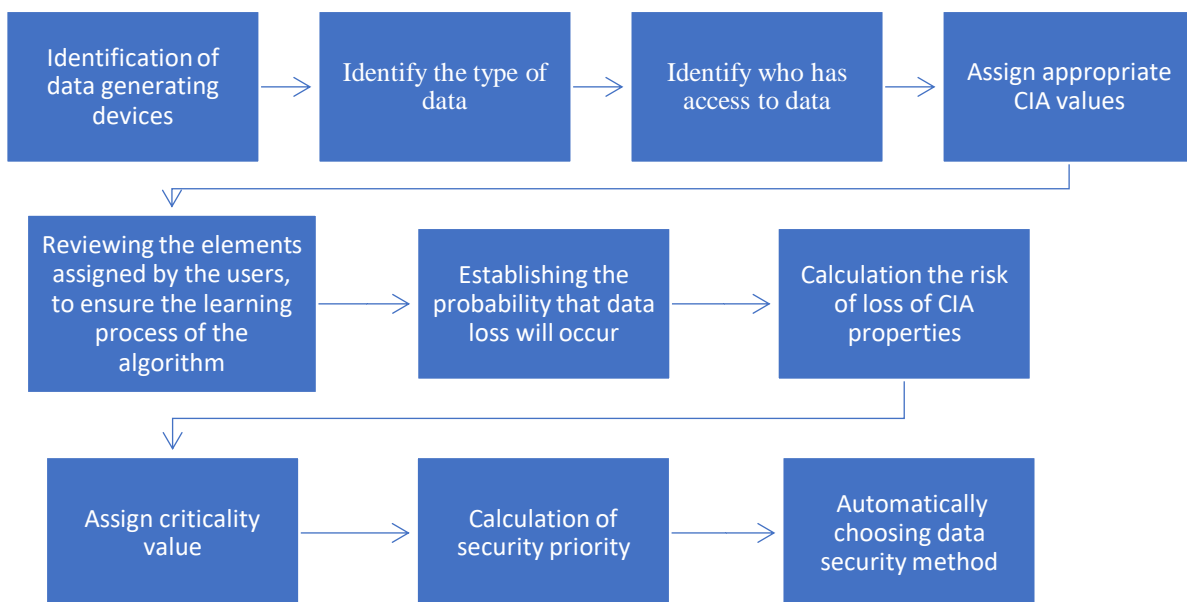 Identification of
data generating
devices
Identify the type of
data
Identify who has
access to data
Assign appropriate
CIA values
Reviewing the elements
assigned by the users,
to ensure the learning
process of the
algorithm
Establishing the
probability that data
loss will occur
Calculation the risk
of loss of CIA
properties
Assign criticality
value
Calculation of
security priority
Automatically
choosing data
security method